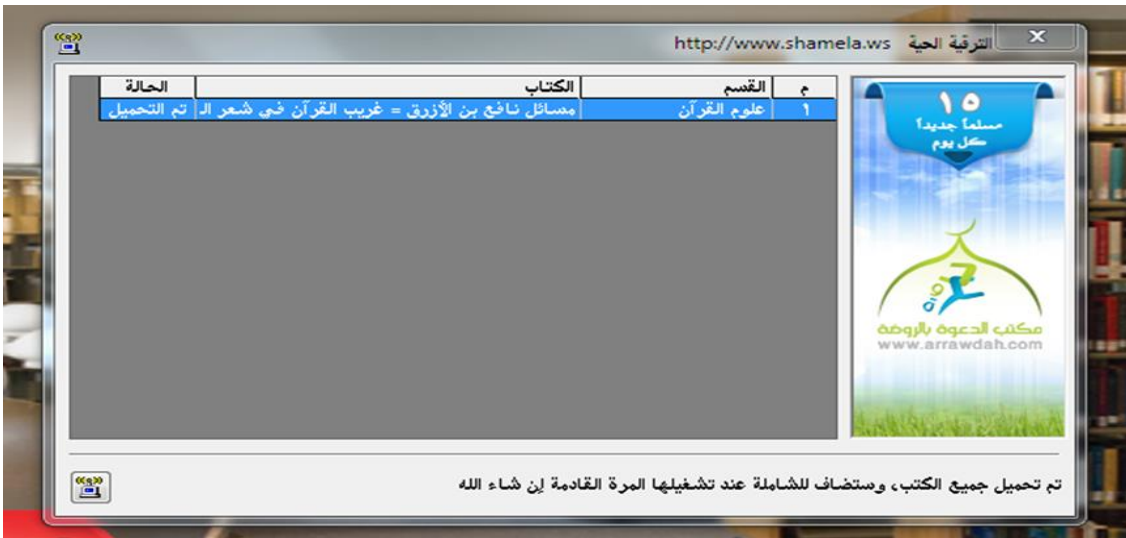 الترقية الحية http://www.shamela.ws
م القسم الكتاب الحالة
١ علوم القرآن مسائل نافع بن الأزرق = غريب القرآن في شعر الـ تم التحميل
١٥
مسلماً جديداً
كل يوم
مكتب الدعوة بالروضة
www.arrawdah.com
تم تحميل جميع الكتب، وستضاف للشاملة عند تشغيلها المرة القادمة إن شاء الله